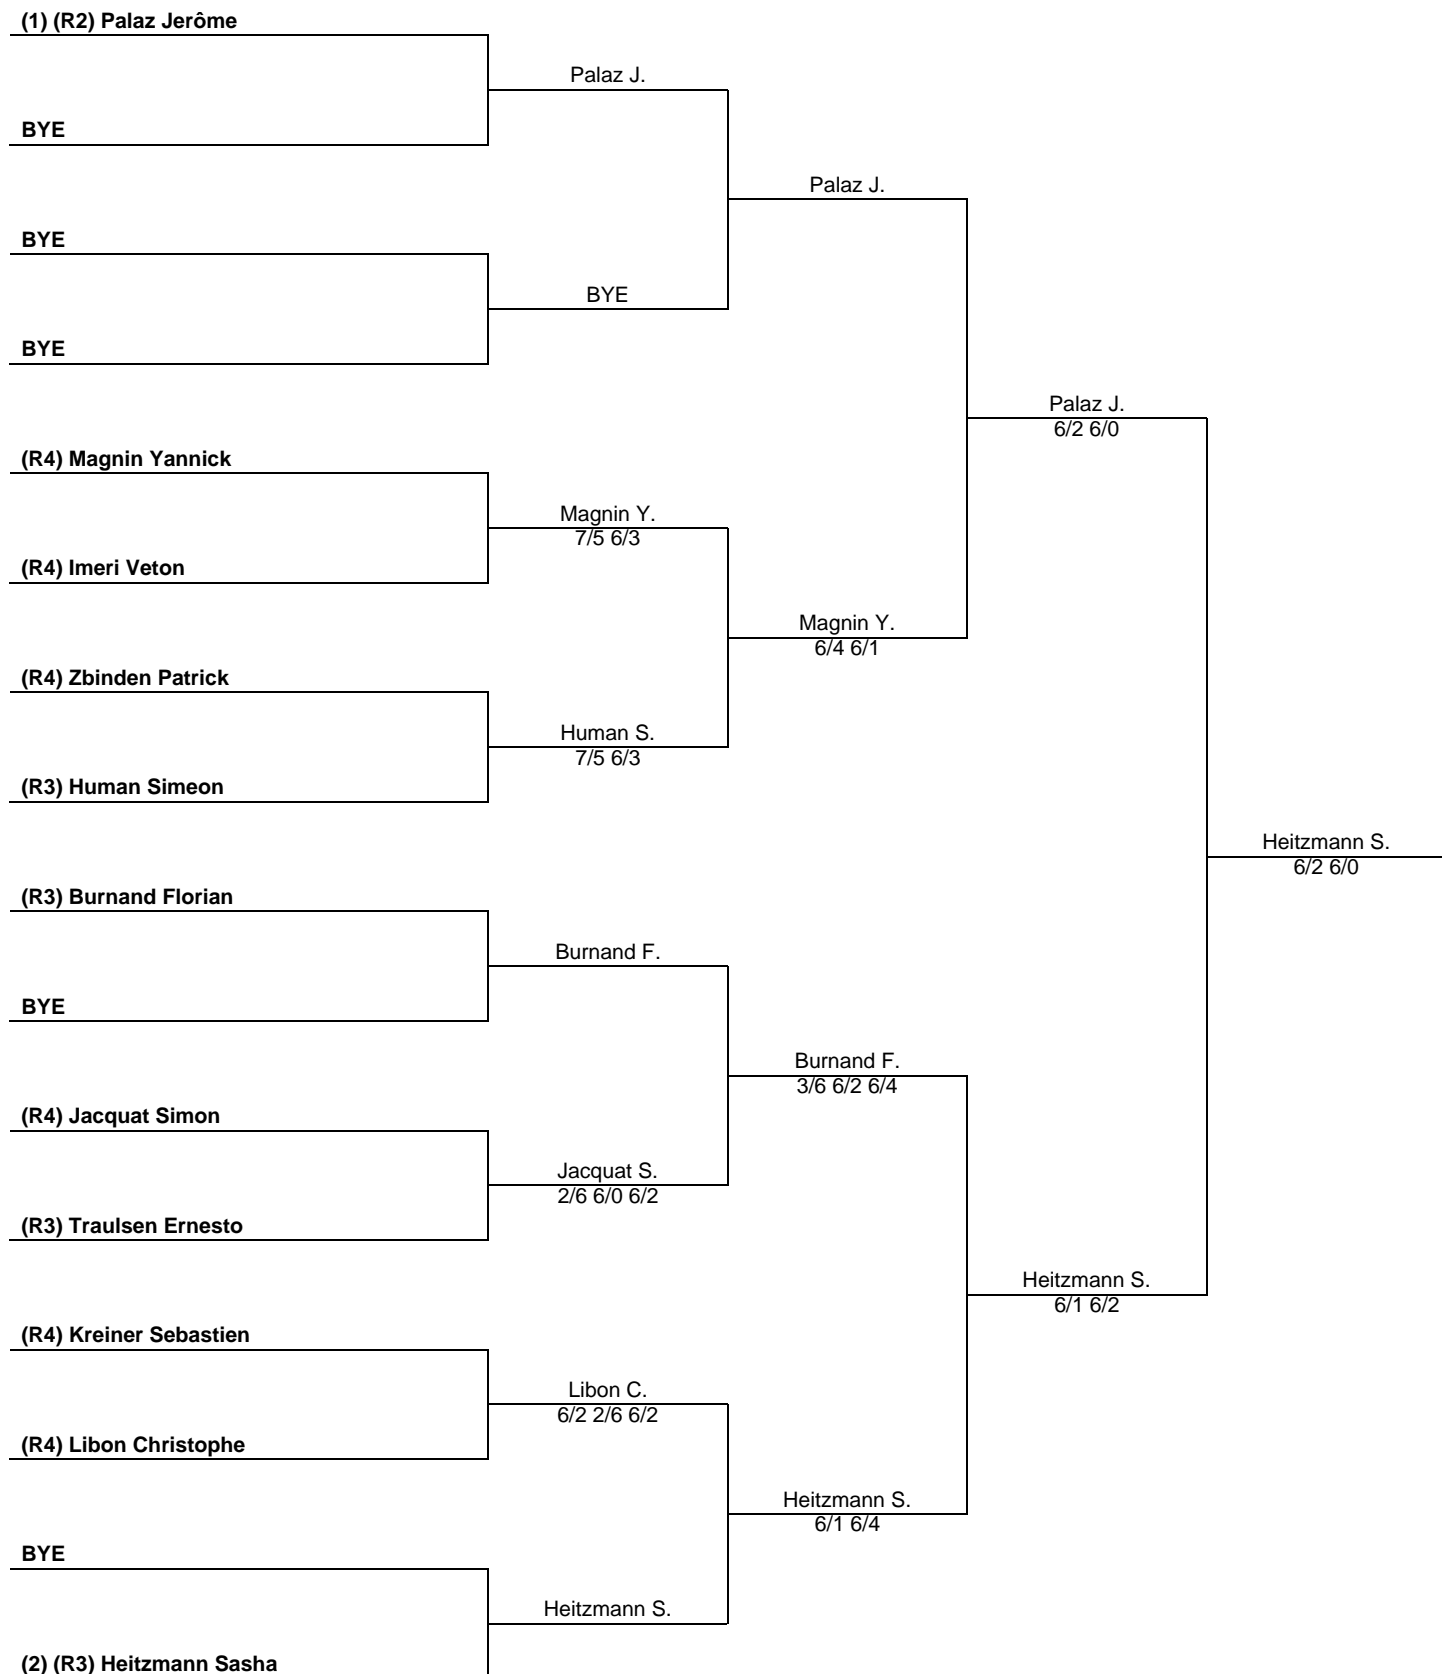 (1) (R2) Palaz Jerôme
Palaz J.
BYE
Palaz J.
BYE
BYE
BYE
Palaz J.
6/2 6/0
(R4) Magnin Yannick
Magnin Y.
7/5 6/3
(R4) Imeri Veton
Magnin Y.
6/4 6/1
(R4) Zbinden Patrick
Human S.
7/5 6/3
(R3) Human Simeon
Heitzmann S.
6/2 6/0
(R3) Burnand Florian
Burnand F.
BYE
Burnand F.
3/6 6/2 6/4
(R4) Jacquat Simon
Jacquat S.
2/6 6/0 6/2
(R3) Traulsen Ernesto
Heitzmann S.
6/1 6/2
(R4) Kreiner Sebastien
Libon C.
6/2 2/6 6/2
(R4) Libon Christophe
Heitzmann S.
6/1 6/4
BYE
Heitzmann S.
(2) (R3) Heitzmann Sasha